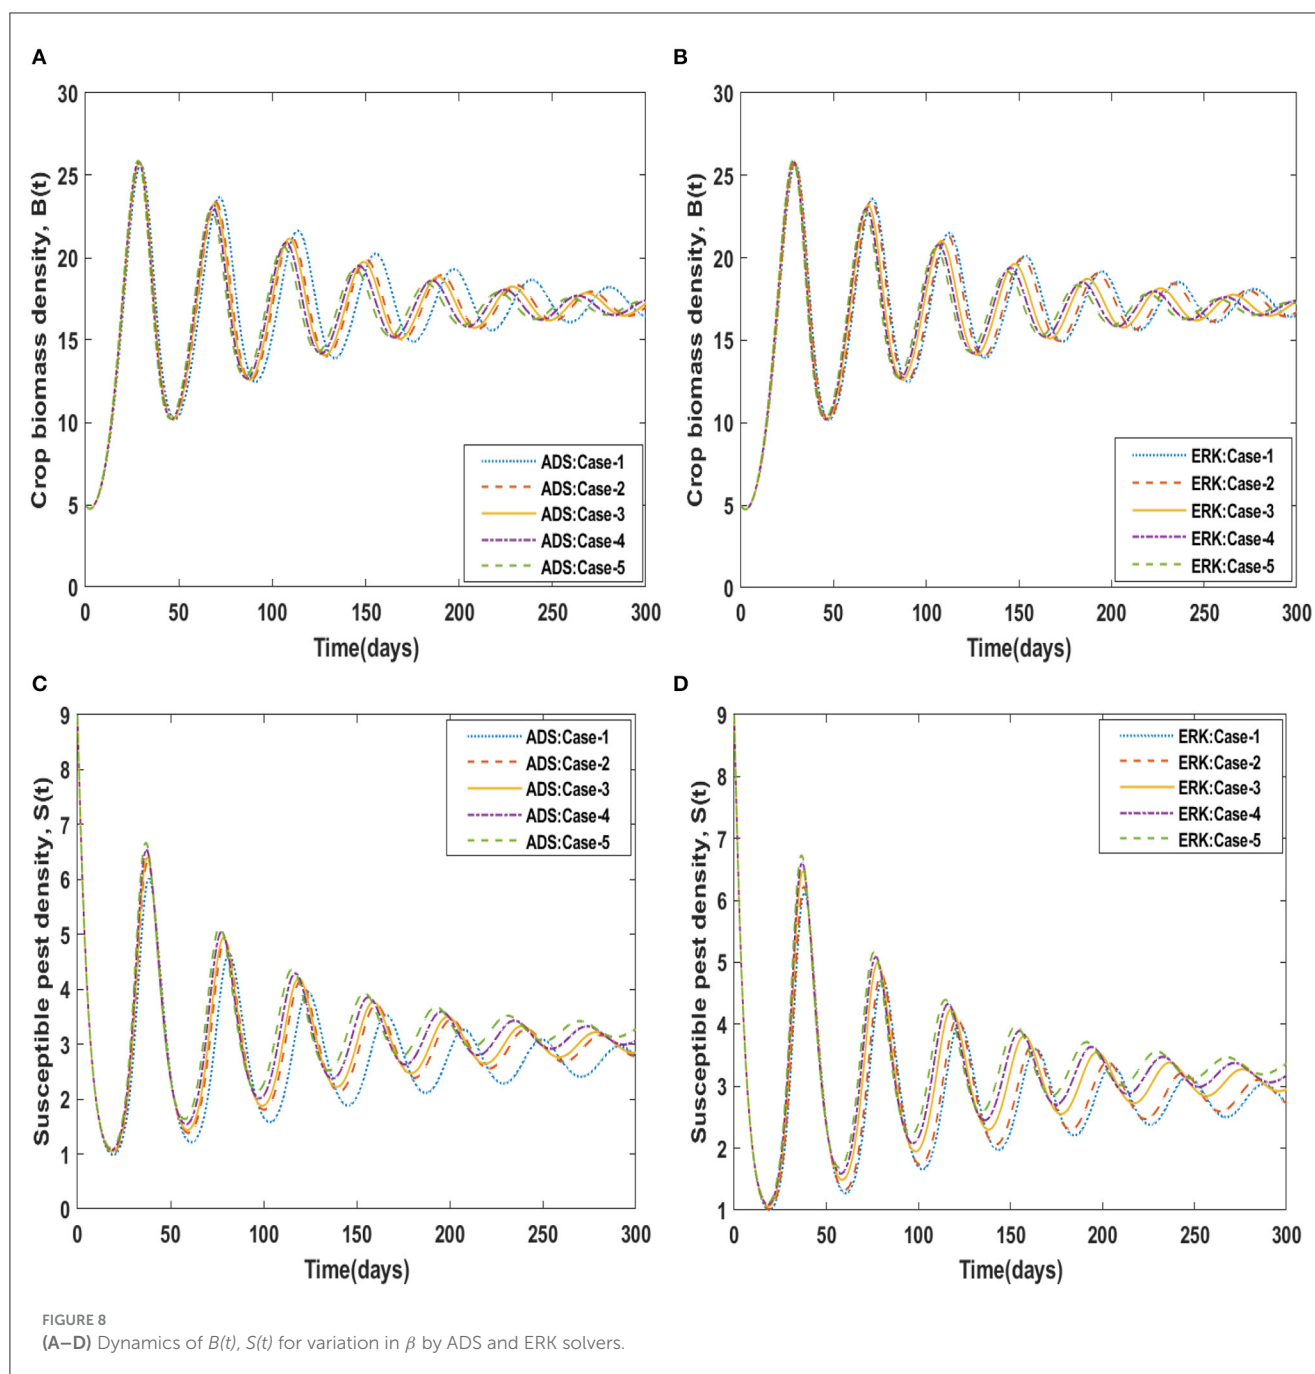 A
30
25
20
15
10
5
0
Crop biomass density, B(t)
ADS:Case-1
ADS:Case-2
ADS:Case-3
ADS:Case-4
ADS:Case-5
0 50 100 150 200 250 300
Time(days)
B
30
25
20
15
10
5
0
Crop biomass density, B(t)
ERK:Case-1
ERK:Case-2
ERK:Case-3
ERK:Case-4
ERK:Case-5
0 50 100 150 200 250 300
Time(days)
C
9
8
7
6
5
4
3
2
1
0
Susceptible pest density, S(t)
ADS:Case-1
ADS:Case-2
ADS:Case-3
ADS:Case-4
ADS:Case-5
0 50 100 150 200 250 300
Time(days)
D
9
8
7
6
5
4
3
2
1
Susceptible pest density, S(t)
ERK:Case-1
ERK:Case-2
ERK:Case-3
ERK:Case-4
ERK:Case-5
0 50 100 150 200 250 300
Time(days)
FIGURE 8
(A–D) Dynamics of B(t), S(t) for variation in β by ADS and ERK solvers.